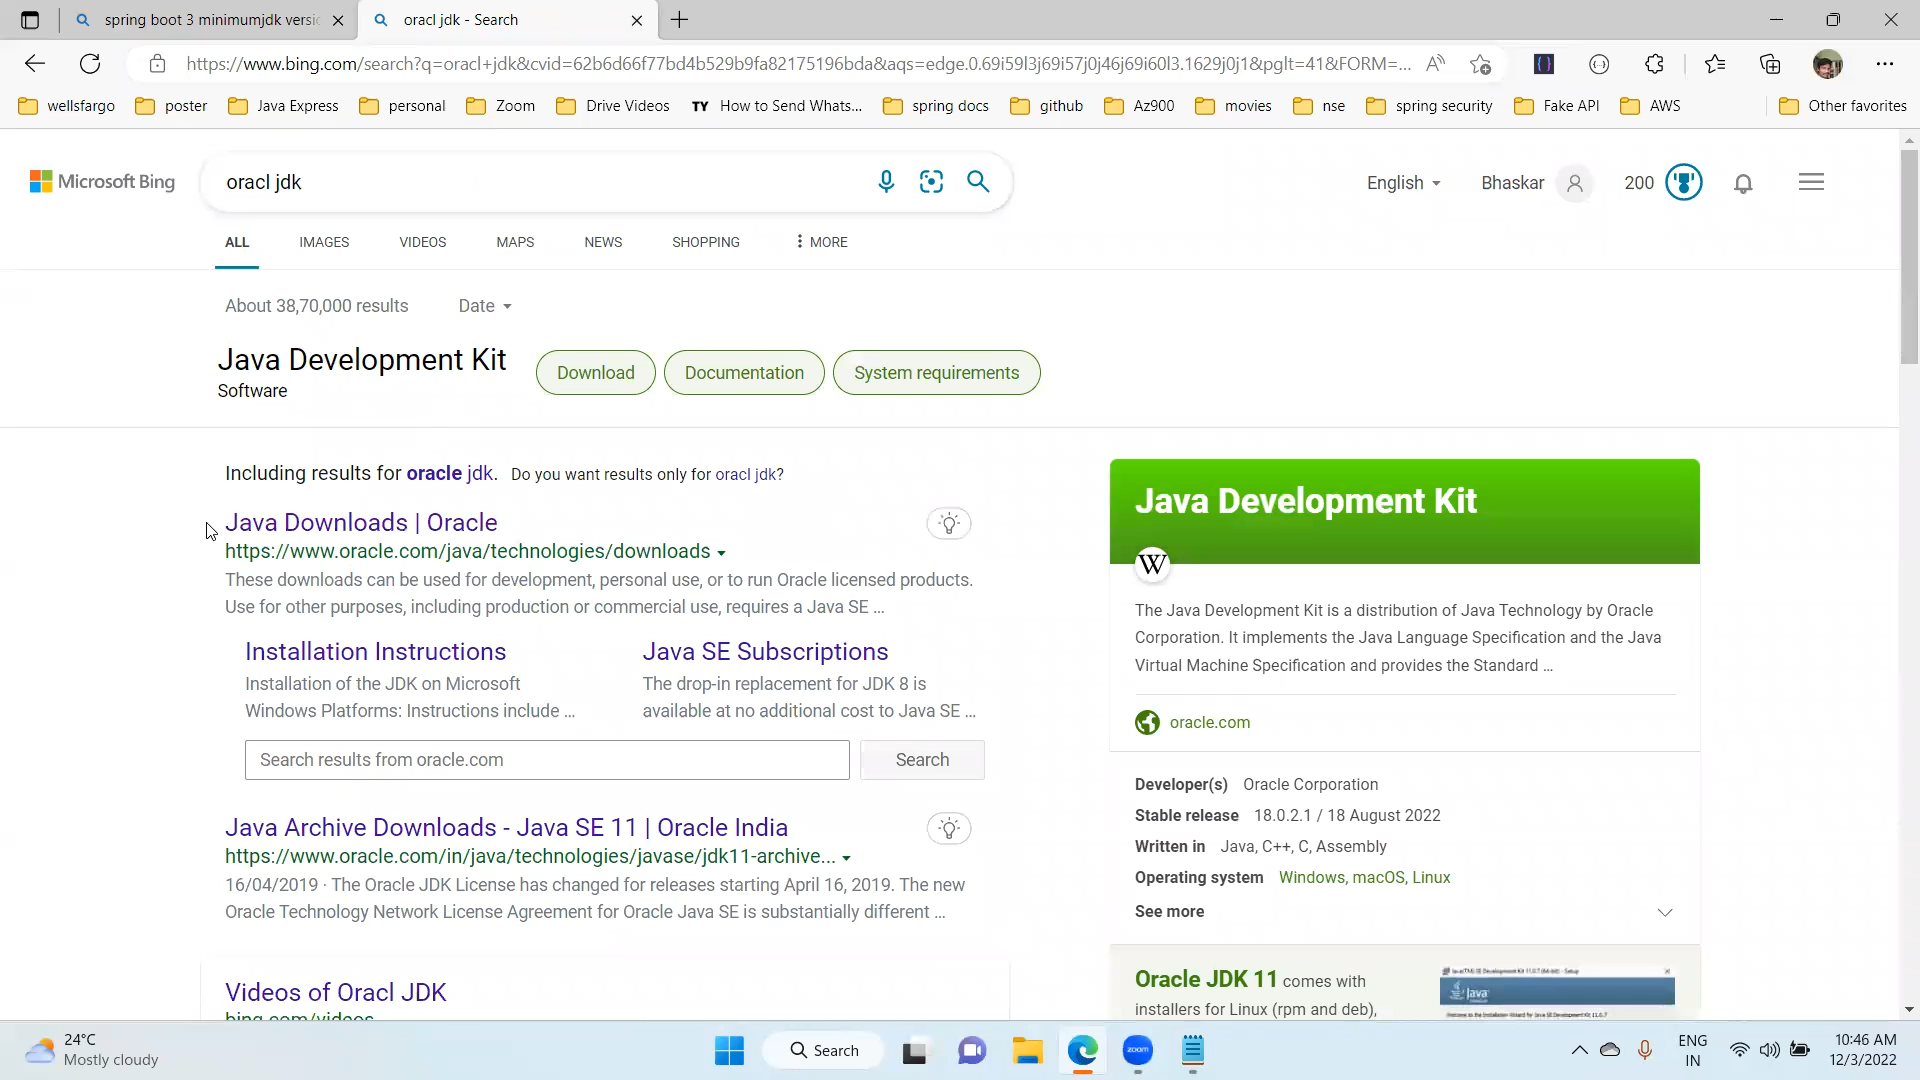 spring boot 3 minimumjdk versic
oracl jdk - Search
https://www.bing.com/search?q=oracl+jdk&cvid=62b6d66f77bd4b529b9fa82175196bda&aqs=edge.0.69i59l3j69i57j0j46j69i60l3.1629j0j1&pglt=41&FORM=...
wellsfargo
poster
Java Express
personal
Zoom
Drive Videos
TY How to Send Whats...
spring docs
github
Az900
movies
nse
spring security
Fake API
AWS
Other favorites
Microsoft Bing
oracl jdk
English
Bhaskar
200
ALL
IMAGES
VIDEOS
MAPS
NEWS
SHOPPING
MORE
About 38,70,000 results
Date
Java Development Kit
Software
Download
Documentation
System requirements
Including results for oracle jdk. Do you want results only for oracl jdk?
Java Downloads | Oracle
https://www.oracle.com/java/technologies/downloads
These downloads can be used for development, personal use, or to run Oracle licensed products.
Use for other purposes, including production or commercial use, requires a Java SE ...
Installation Instructions
Installation of the JDK on Microsoft
Windows Platforms: Instructions include ...
Java SE Subscriptions
The drop-in replacement for JDK 8 is
available at no additional cost to Java SE ...
Search results from oracle.com
Search
Java Archive Downloads - Java SE 11 | Oracle India
https://www.oracle.com/in/java/technologies/javase/jdk11-archive...
16/04/2019 · The Oracle JDK License has changed for releases starting April 16, 2019. The new
Oracle Technology Network License Agreement for Oracle Java SE is substantially different ...
Videos of Oracl JDK
bing.com/videos
Java Development Kit
W
The Java Development Kit is a distribution of Java Technology by Oracle
Corporation. It implements the Java Language Specification and the Java
Virtual Machine Specification and provides the Standard ...
oracle.com
Developer(s) Oracle Corporation
Stable release 18.0.2.1 / 18 August 2022
Written in Java, C++, C, Assembly
Operating system Windows, macOS, Linux
See more
Oracle JDK 11 comes with
installers for Linux (rpm and deb),
Java
24°C
Mostly cloudy
Search
zoom
ENG
IN
10:46 AM
12/3/2022